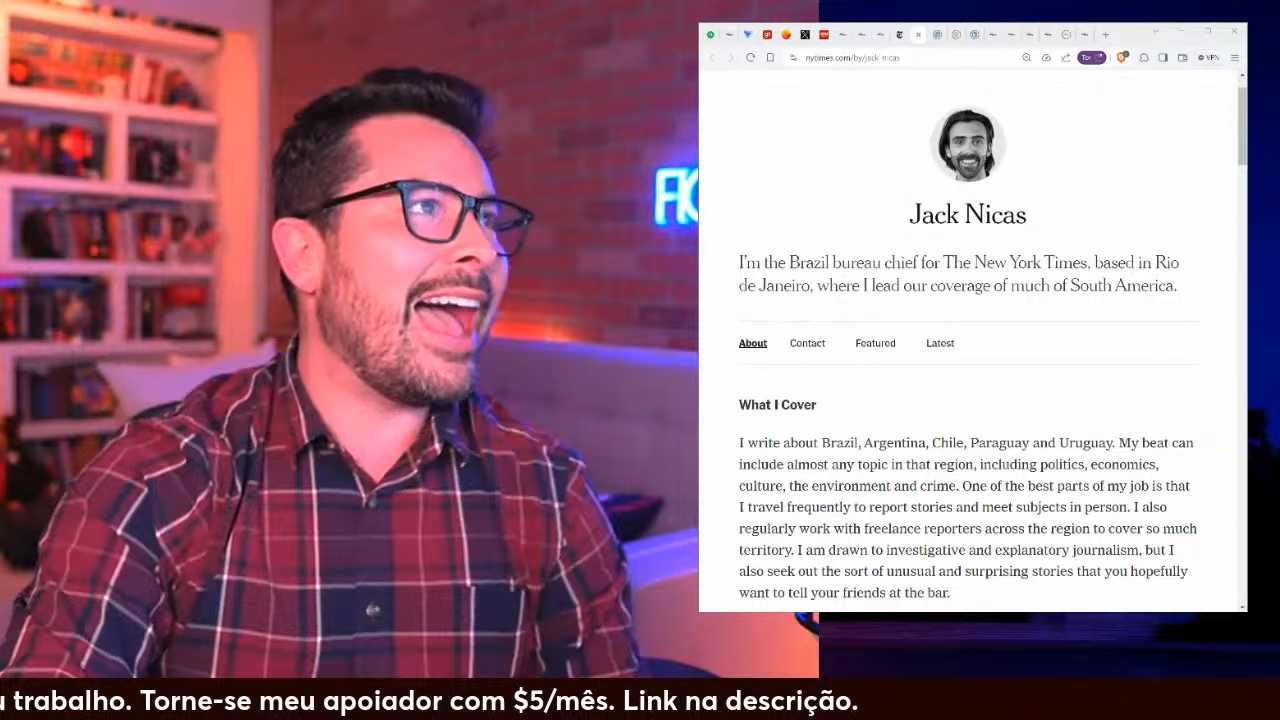 nytimes.com/by/jack-nicas
Tor
VPN
Jack Nicas
I'm the Brazil bureau chief for The New York Times, based in Rio
de Janeiro, where I lead our coverage of much of South America.
About Contact Featured Latest
What I Cover
I write about Brazil, Argentina, Chile, Paraguay and Uruguay. My beat can
include almost any topic in that region, including politics, economics,
culture, the environment and crime. One of the best parts of my job is that
I travel frequently to report stories and meet subjects in person. I also
regularly work with freelance reporters across the region to cover so much
territory. I am drawn to investigative and explanatory journalism, but I
also seek out the sort of unusual and surprising stories that you hopefully
want to tell your friends at the bar.
trabalho. Torne-se meu apoiador com $5/mês. Link na descrição.